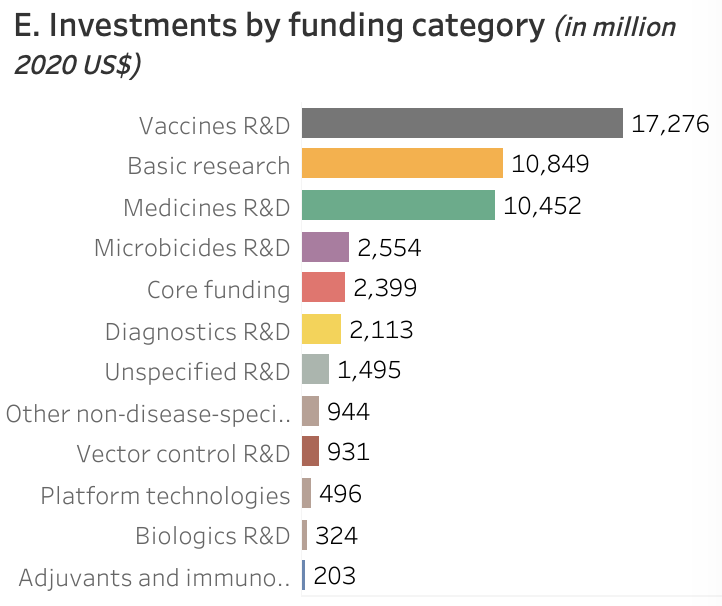 E. Investments by funding category (in million
2020 US$)
Vaccines R&D 17,276
Basic research 10,849
Medicines R&D 10,452
Microbicides R&D 2,554
Core funding 2,399
Diagnostics R&D 2,113
Unspecified R&D 1,495
Other non-disease-speci.. 944
Vector control R&D 931
Platform technologies 496
Biologics R&D 324
Adjuvants and immuno.. 203